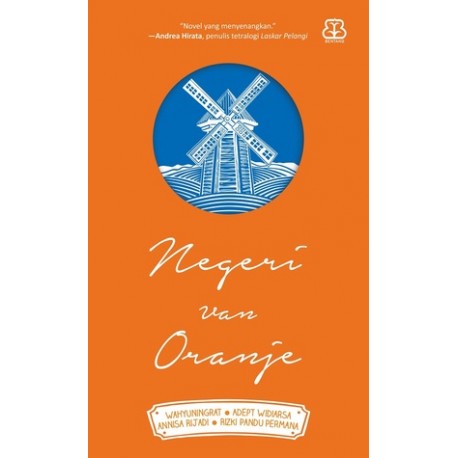 "Novel yang menyenangkan."
—Andrea Hirata, penulis tetralogi Laskar Pelangi
BENTANG
Negeri
van
Oranje
WAHYUNINGRAT • ADEPT WIDIARSA
ANNISA RIJADI • RIZKI PANDU PERMANA